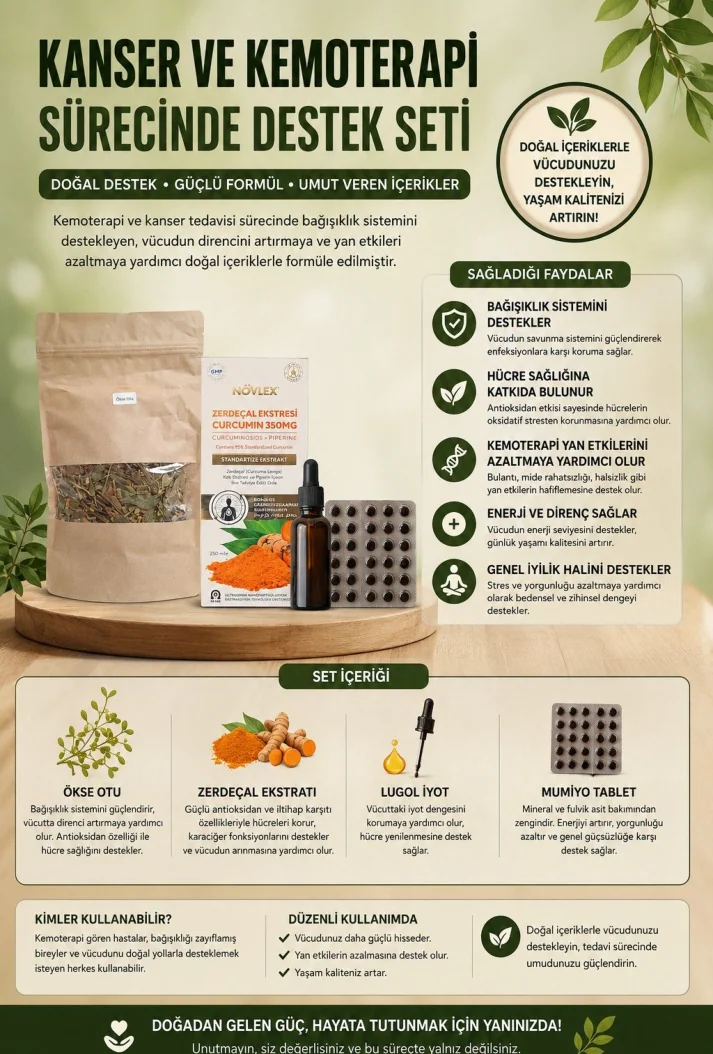 KANSER VE KEMOTERAPİ
SÜRECİNDE DESTEK SETİ
DOĞAL DESTEK • GÜÇLÜ FORMÜL • UMUT VEREN İÇERİKLER
Kemoterapi ve kanser tedavisi sürecinde bağışıklık sistemini
destekleyen, vücudun direncini artırmaya ve yan etkileri
azaltmaya yardımcı doğal içeriklerle formüle edilmiştir.
DOĞAL İÇERİKLERLE
VÜCUDUNUZU
DESTEKLEYİN,
YAŞAM KALİTENİZİ
ARTIRIN!
SAĞLADIĞI FAYDALAR
BAĞIŞIKLIK SİSTEMİNİ
DESTEKLER
Vücudun savunma sistemini güçlendirerek
enfeksiyonlara karşı koruma sağlar.
HÜCRE SAĞLIĞINA
KATKIDA BULUNUR
Antioksidan etkisi sayesinde hücrelerin
oksidatif stresten korunmasına yardımcı olur.
KEMOTERAPİ YAN ETKİLERİNİ
AZALTMAYA YARDIMCI OLUR
Bulantı, mide rahatsızlığı, halsizlik gibi
yan etkilerin hafiflemesine destek olur.
ENERJİ VE DİRENÇ SAĞLAR
Vücudun enerji seviyesini destekler,
günlük yaşamı kalitesini artırır.
GENEL İYİLİK HALİNİ DESTEKLER
Stres ve yorgunluğu azaltmaya yardımcı
olarak bedensel ve zihinsel dengeyi
destekler.
GMP
NÖVLEX
ZERDEÇAL EKSTRESİ
CURCUMIN 350MG
CURCUMINOSIDS + PIPERINE
Contains 95% Standardized Curcumin
STANDARTIZE EKSTRAKT
Zerdeçal (Curcuma Longa)
SET İÇERİĞİ
ÖKSE OTU
Bağışıklık sistemini güçlendirir,
vücutta direnci artırmaya yardımcı
olur. Antioksidan özelliği ile
hücre sağlığını destekler.
ZERDEÇAL EKSTRATI
Güçlü antioksidan ve iltihap karşıtı
özellikleriyle hücreleri korur,
karaciğer fonksiyonlarını destekler
ve vücudun arınmasına yardımcı olur.
LUGOL İYOT
Vücuttaki iyot dengesini
korumaya yardımcı olur,
hücre yenilenmesine destek
sağlar.
MUMİYO TABLET
Mineral ve fulvik asit bakımından
zengindir. Enerjiyi artırır, yorgunluğu
azaltır ve genel güçsüzlüğe karşı
destek sağlar.
KİMLER KULLANABİLİR?
Kemoterapi gören hastalar, bağışıklığı zayıflamış
bireyler ve vücudunu doğal yollarla desteklemek
isteyen herkes kullanabilir.
DÜZENLİ KULLANIMDA
Vücudunuz daha güçlü hisseder.
Yan etkilerin azalmasına destek olur.
Yaşam kaliteniz artar.
Doğal içeriklerle vücudunuzu
destekleyin, tedavi sürecinde
umudunuzu güçlendirin.
DOĞADAN GELEN GÜÇ, HAYATA TUTUNMAK İÇİN YANINIZDA!
Unutmayın, siz değerlisiniz ve bu süreçte yalnız değilsiniz.